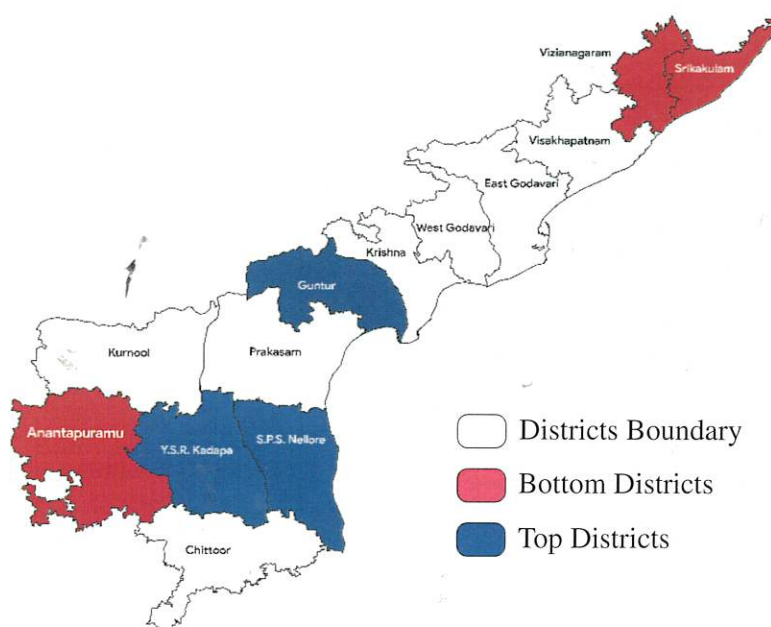 Vizianagaram
Srikakulam
Visakhapatnam
East Godavari
West Godavari
Krishna
Guntur
Kurnool
Prakasam
Anantapuramu
Y.S.R. Kadapa
S.P.S. Nellore
Chittoor
Districts Boundary
Bottom Districts
Top Districts